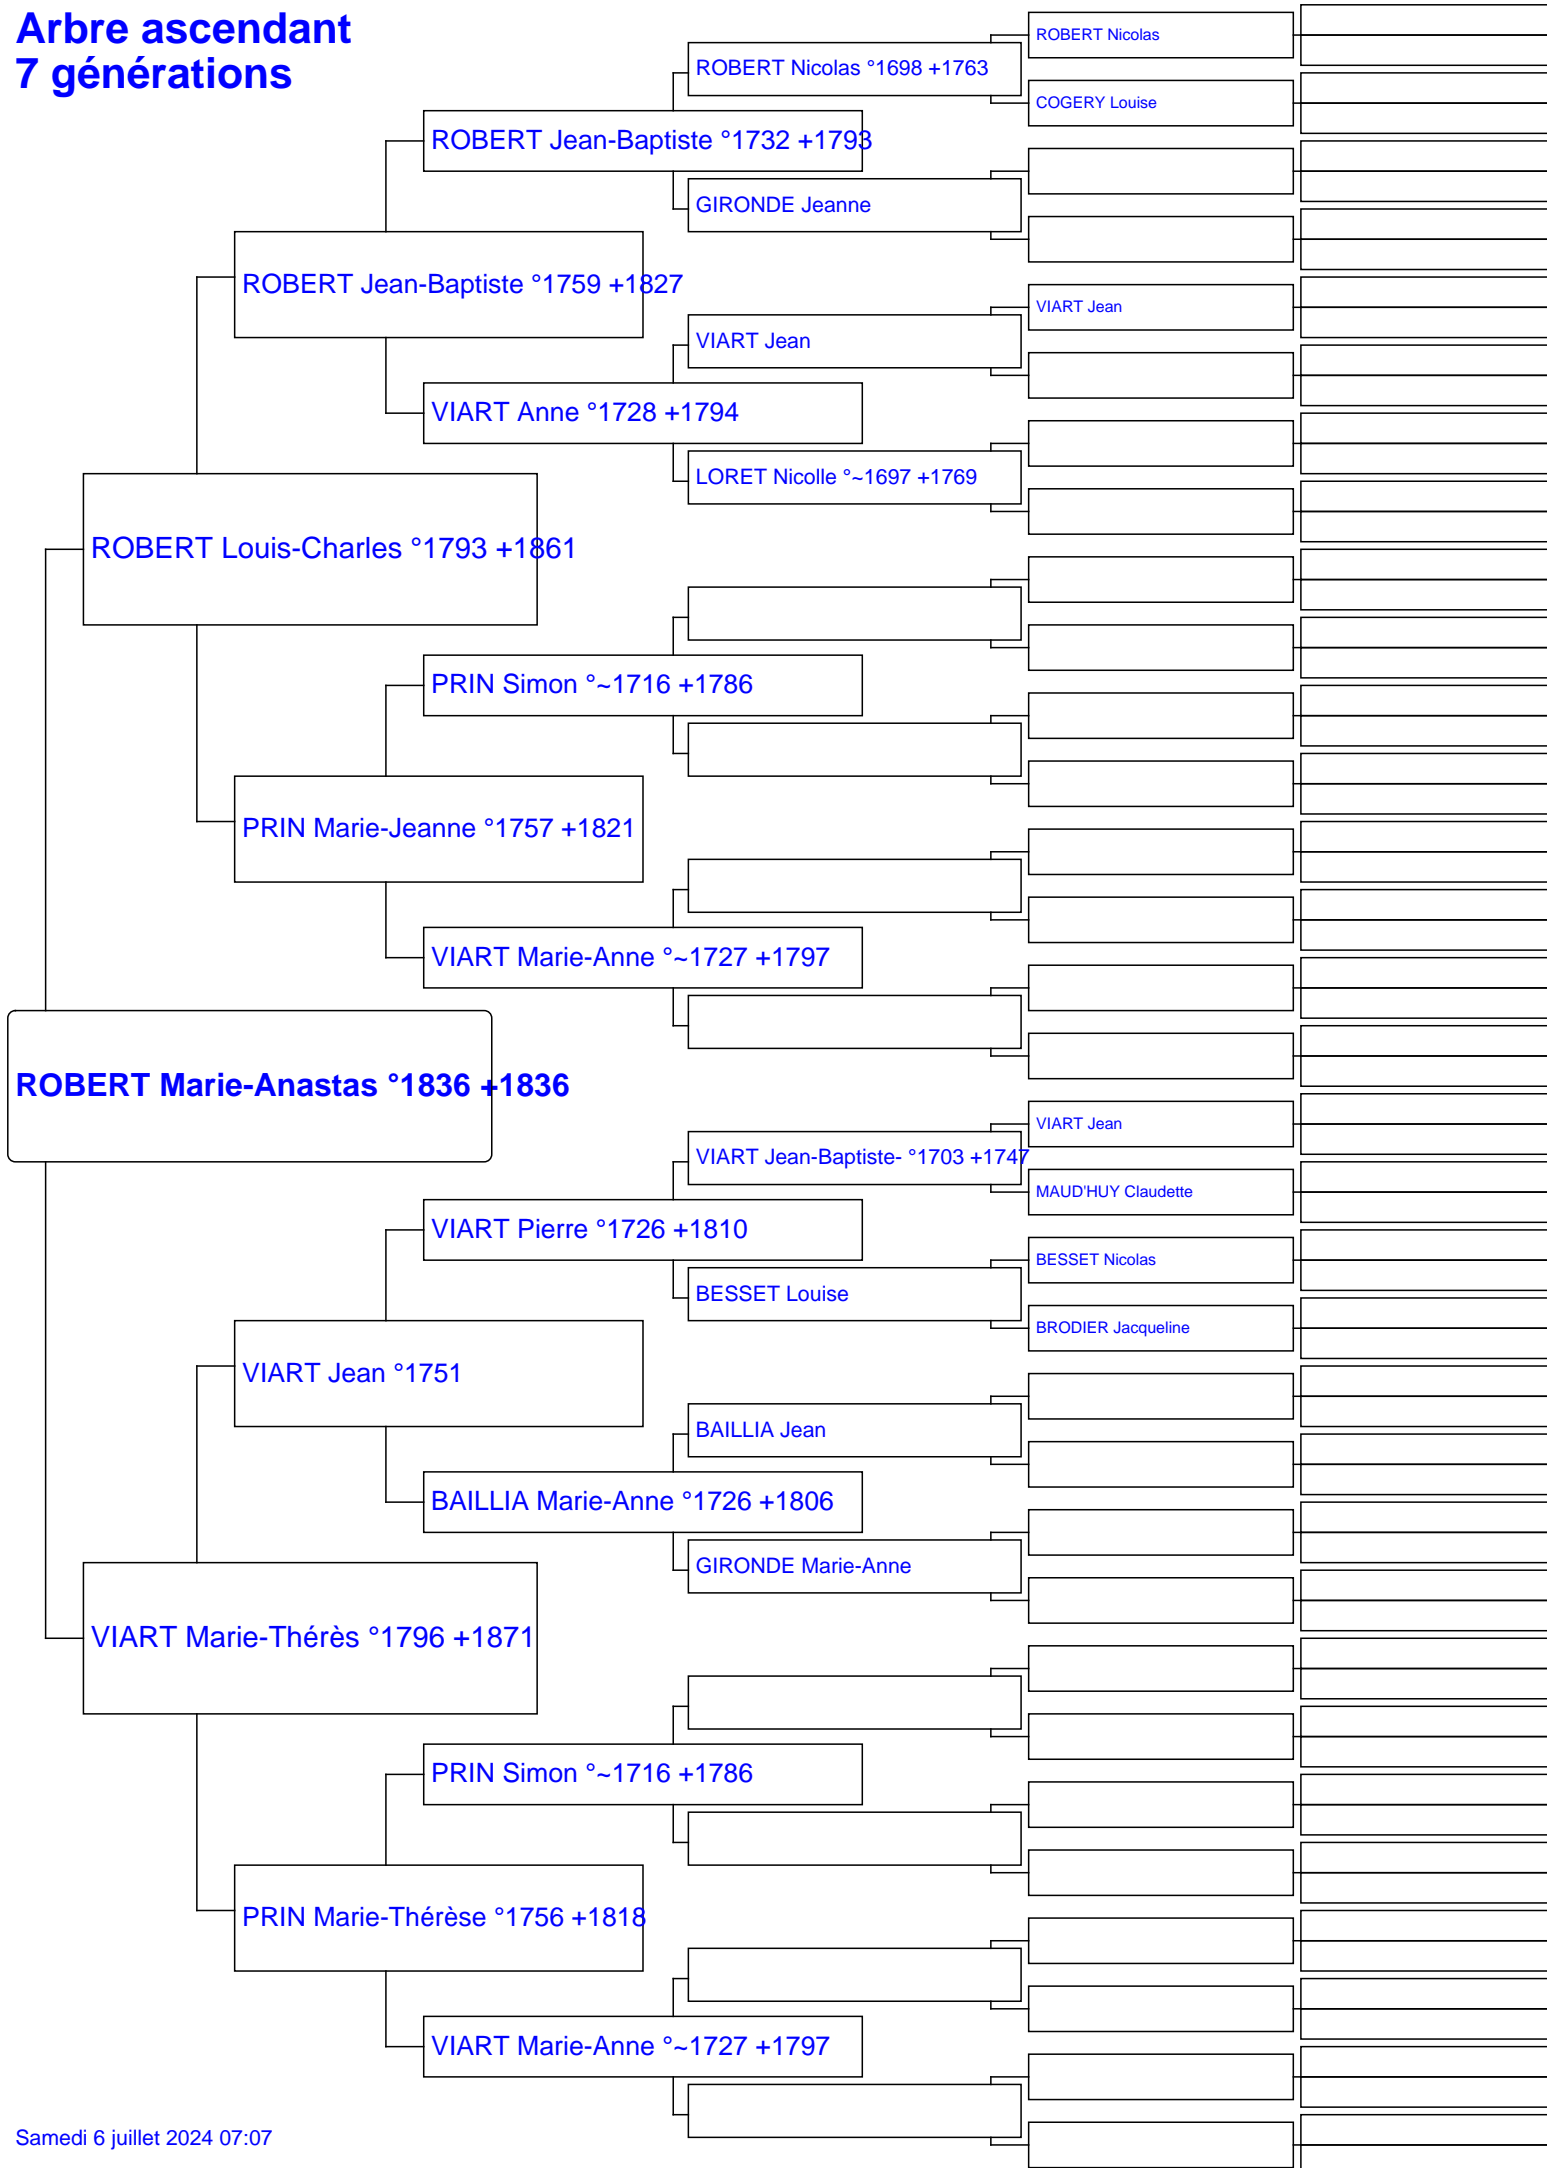 Arbre ascendant
7 générations
ROBERT Nicolas
ROBERT Nicolas °1698 +1763
COGERY Louise
ROBERT Jean-Baptiste °1732 +1793
GIRONDE Jeanne
ROBERT Jean-Baptiste °1759 +1827
VIART Jean
VIART Jean
VIART Anne °1728 +1794
LORET Nicolle °~1697 +1769
ROBERT Louis-Charles °1793 +1861
PRIN Simon °~1716 +1786
PRIN Marie-Jeanne °1757 +1821
VIART Marie-Anne °~1727 +1797
ROBERT Marie-Anastas °1836 +1836
VIART Jean
VIART Jean-Baptiste- °1703 +1747
MAUD'HUY Claudette
VIART Pierre °1726 +1810
BESSET Nicolas
BESSET Louise
BRODIER Jacqueline
VIART Jean °1751
BAILLIA Jean
BAILLIA Marie-Anne °1726 +1806
GIRONDE Marie-Anne
VIART Marie-Thérès °1796 +1871
PRIN Simon °~1716 +1786
PRIN Marie-Thérèse °1756 +1818
VIART Marie-Anne °~1727 +1797
Samedi 6 juillet 2024 07:07